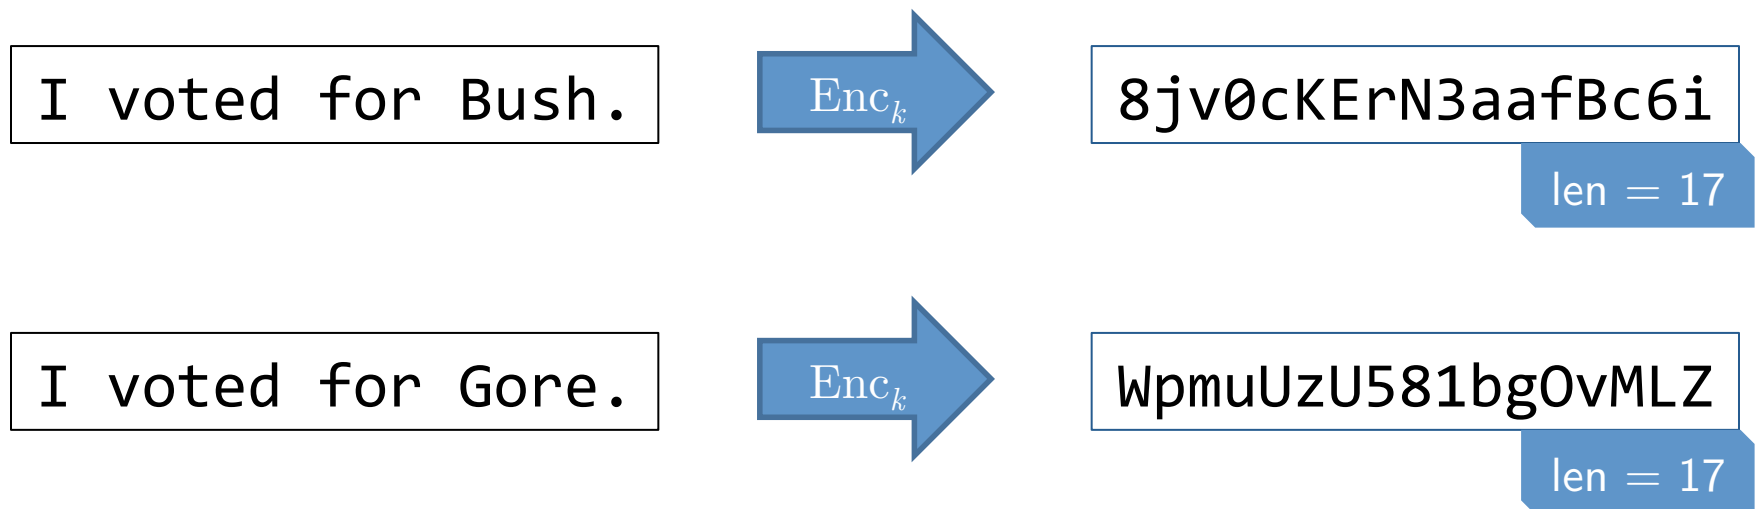 I voted for Bush.
Enc_k
8jv0cKErN3aafBc6i
len = 17
I voted for Gore.
Enc_k
WpmuUzU581bgOvMLZ
len = 17